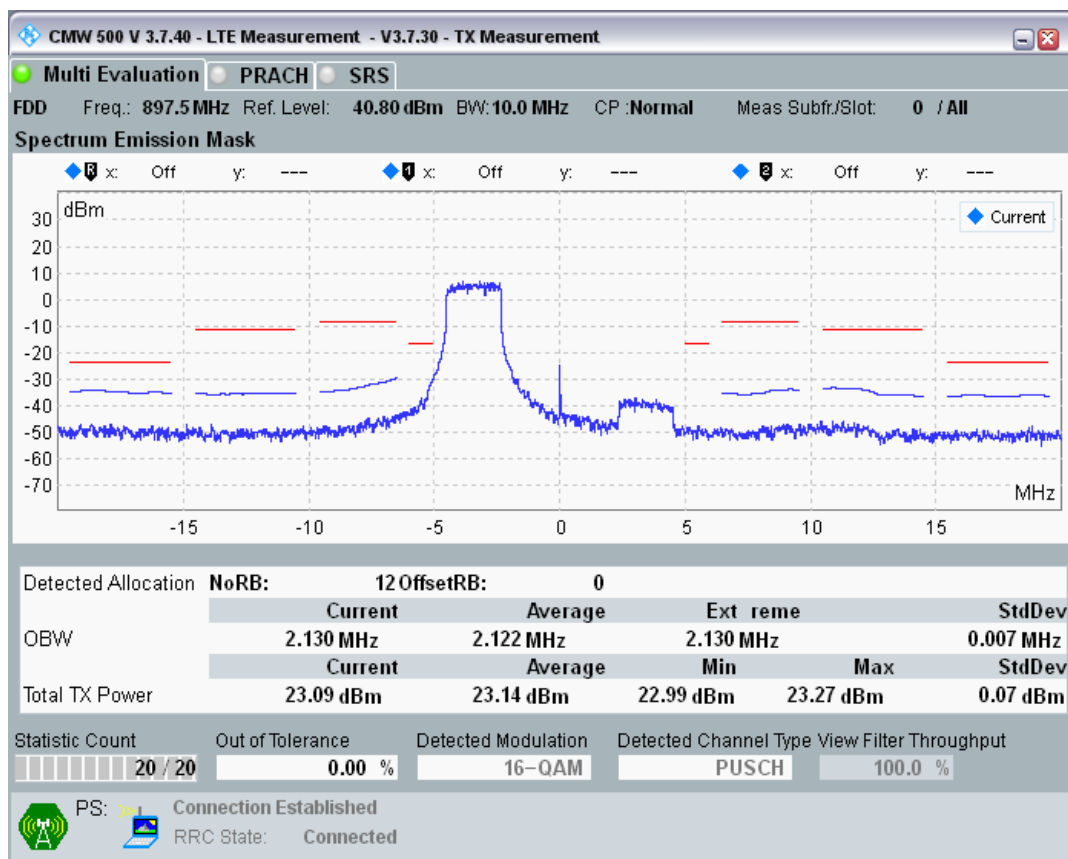 CMW 500 V 3.7.40 - LTE Measurement - V3.7.30 - TX Measurement
Multi Evaluation PRACH SRS
FDD Freq.: 897.5 MHz Ref. Level: 40.80 dBm BW: 10.0 MHz CP :Normal Meas Subfr./Slot: 0 / All
Spectrum Emission Mask
R x: Off y: --- 1 x: Off y: --- 2 x: Off y: ---
dBm
Current
30
20
10
0
-10
-20
-30
-40
-50
-60
-70
MHz
-15 -10 -5 0 5 10 15
Detected Allocation NoRB: 12 OffsetRB: 0
Current Average Ext reme StdDev
OBW 2.130 MHz 2.122 MHz 2.130 MHz 0.007 MHz
Current Average Min Max StdDev
Total TX Power 23.09 dBm 23.14 dBm 22.99 dBm 23.27 dBm 0.07 dBm
Statistic Count Out of Tolerance Detected Modulation Detected Channel Type View Filter Throughput
20 / 20 0.00 % 16-QAM PUSCH 100.0 %
PS: Connection Established
RRC State: Connected